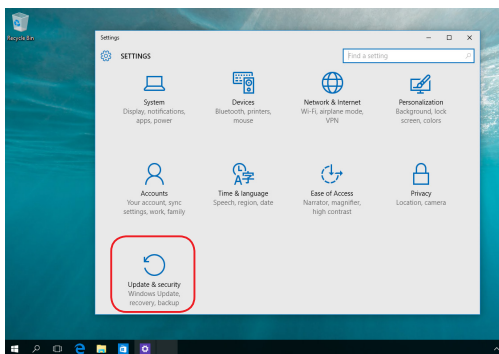 Recycle Bin
Settings
SETTINGS
Find a setting
System
Display, notifications,
apps, power
Devices
Bluetooth, printers,
mouse
Network & Internet
Wi-Fi, airplane mode,
VPN
Personalization
Background, lock
screen, colors
Accounts
Your account, sync
settings, work, family
Time & language
Speech, region, date
Ease of Access
Narrator, magnifier,
high contrast
Privacy
Location, camera
Update & security
Windows Update,
recovery, backup